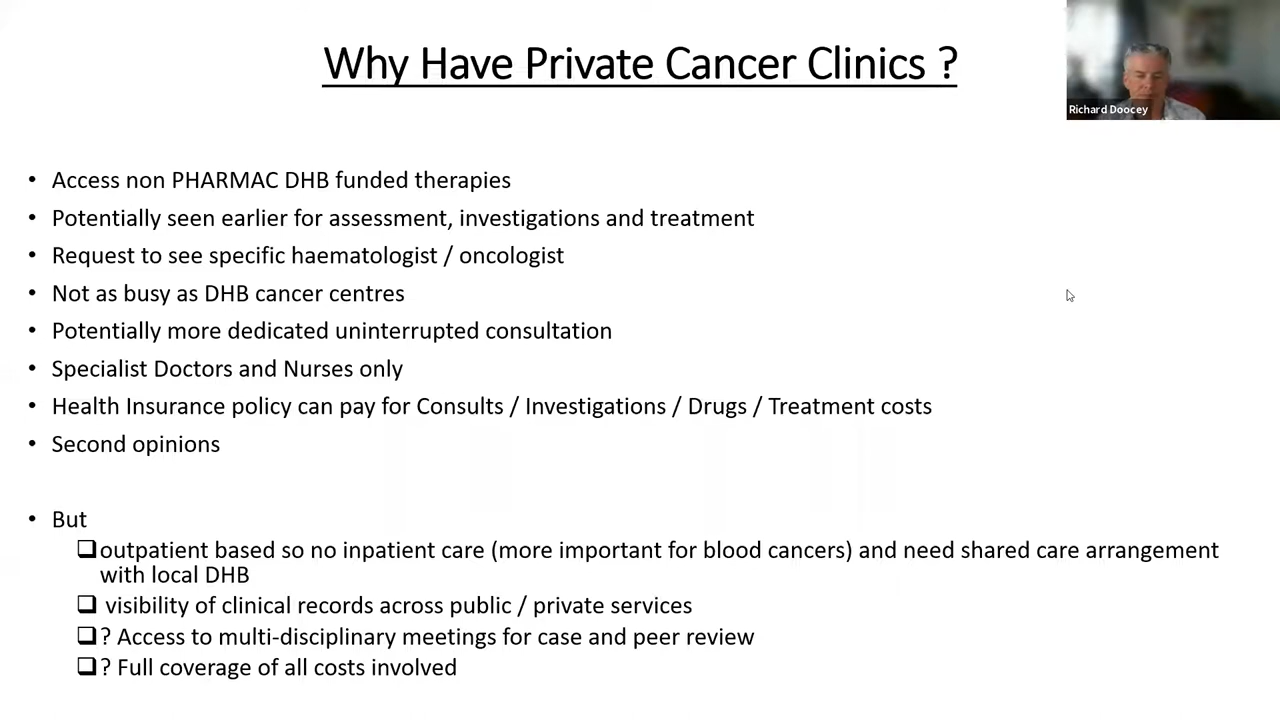 Why Have Private Cancer Clinics ?
Richard Doocey
• Access non PHARMAC DHB funded therapies
• Potentially seen earlier for assessment, investigations and treatment
• Request to see specific haematologist / oncologist
• Not as busy as DHB cancer centres
• Potentially more dedicated uninterrupted consultation
• Specialist Doctors and Nurses only
• Health Insurance policy can pay for Consults / Investigations / Drugs / Treatment costs
• Second opinions
• But
❑outpatient based so no inpatient care (more important for blood cancers) and need shared care arrangement
with local DHB
❑ visibility of clinical records across public / private services
❑? Access to multi-disciplinary meetings for case and peer review
❑? Full coverage of all costs involved